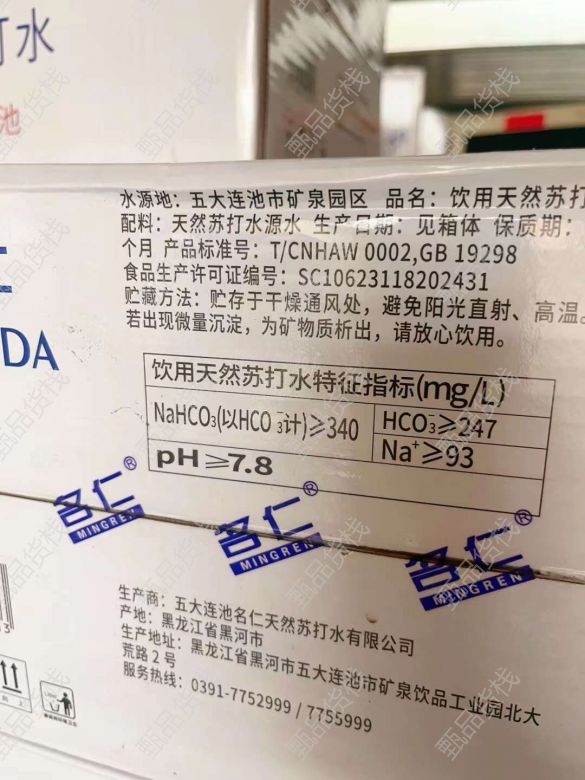 打水
池
水源地：五大连池市矿泉园区 品名：饮用天然苏打
配料：天然苏打水源水 生产日期：见箱体 保质期：
个月 产品标准号：T/CNHAW 0002,GB 19298
食品生产许可证编号：SC10623118202431
贮藏方法：贮存于干燥通风处，避免阳光直射、高温。
若出现微量沉淀，为矿物质析出，请放心饮用。
DA
饮用天然苏打水特征指标(mg/L)
NaHCO₃(以HCO₃⁻计)≥340
HCO₃⁻≥247
Na⁺≥93
pH ≥7.8
名仁® MINGREN
名仁® MINGREN
名仁® MINGREN
生产商：五大连池名仁天然苏打水有限公司
产地：黑龙江省黑河市
生产地址：黑龙江省黑河市五大连池市矿泉饮品工业园北大
荒路2号
服务热线：0391-7752999 / 7755999
甄品货栈